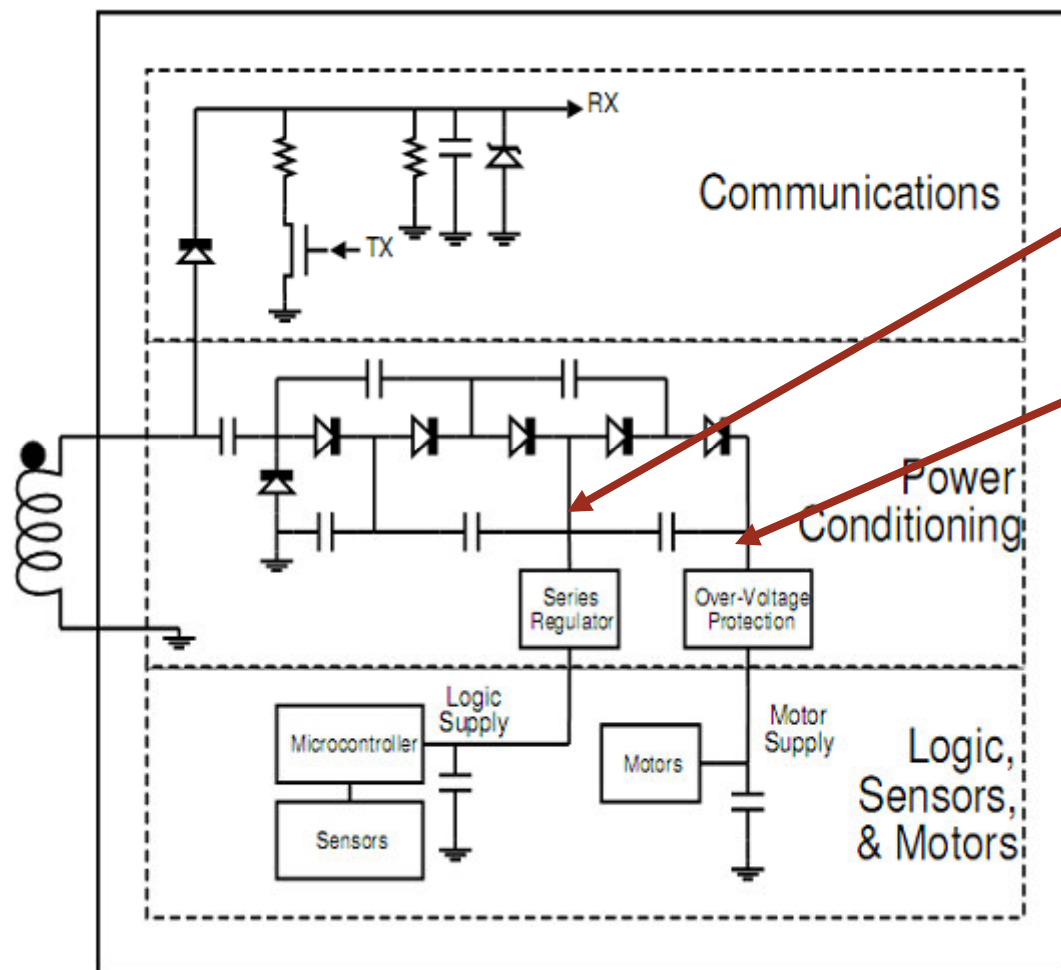 RX
Communications
TX
Power
Conditioning
Series
Regulator
Over-Voltage
Protection
Logic
Supply
Microcontroller
Sensors
Motors
Motor
Supply
Logic,
Sensors,
& Motors